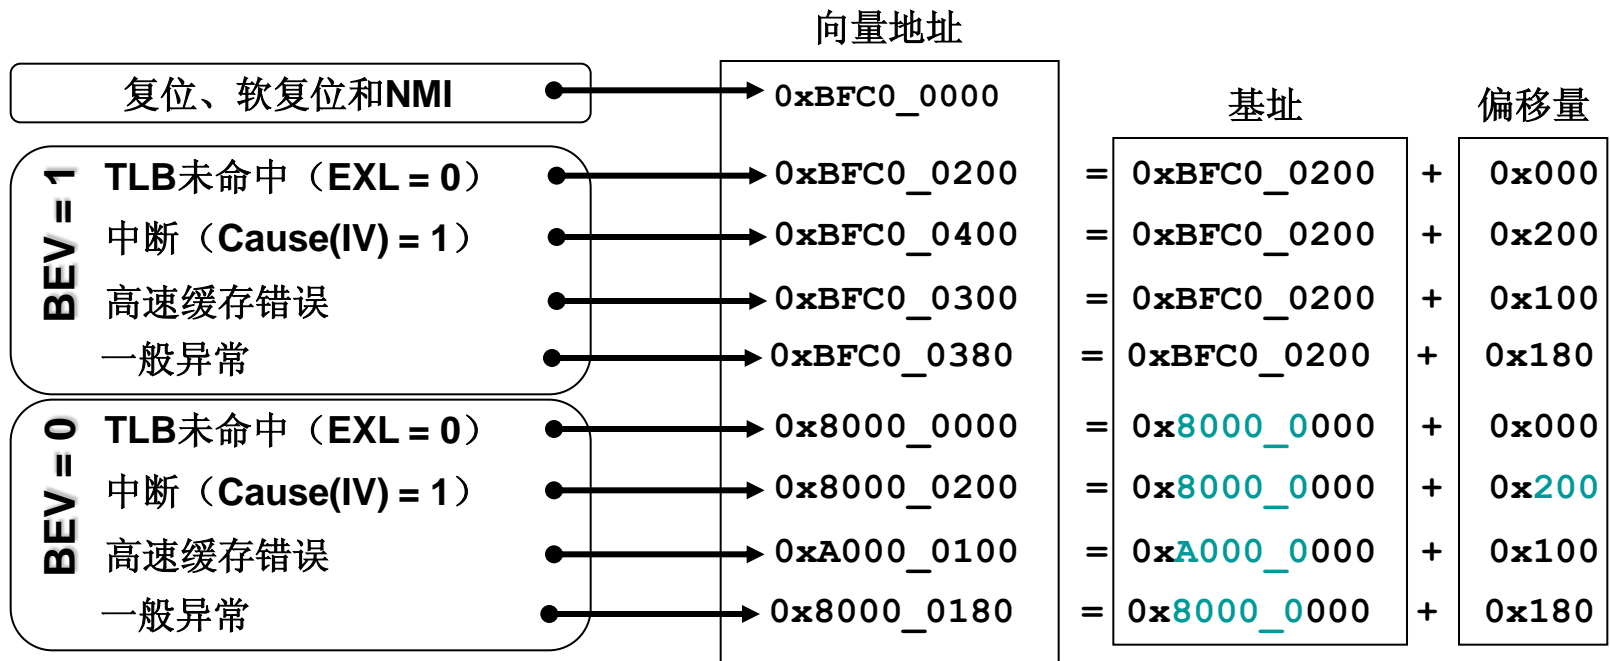 向量地址
复位、软复位和NMI 0xBFC0_0000
基址 偏移量
BEV = 1
TLB未命中（EXL = 0） 0xBFC0_0200 = 0xBFC0_0200 + 0x000
中断（Cause(IV) = 1） 0xBFC0_0400 = 0xBFC0_0200 + 0x200
高速缓存错误 0xBFC0_0300 = 0xBFC0_0200 + 0x100
一般异常 0xBFC0_0380 = 0xBFC0_0200 + 0x180
BEV = 0
TLB未命中（EXL = 0） 0x8000_0000 = 0x8000_0000 + 0x000
中断（Cause(IV) = 1） 0x8000_0200 = 0x8000_0000 + 0x200
高速缓存错误 0xA000_0100 = 0xA000_0000 + 0x100
一般异常 0x8000_0180 = 0x8000_0000 + 0x180